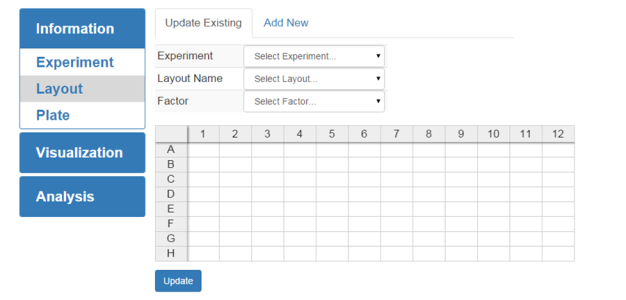 Information
Experiment
Layout
Plate
Visualization
Analysis
Update Existing Add New
Experiment Select Experiment...
Layout Name Select Layout...
Factor Select Factor...
1 2 3 4 5 6 7 8 9 10 11 12
A
B
C
D
E
F
G
H
Update